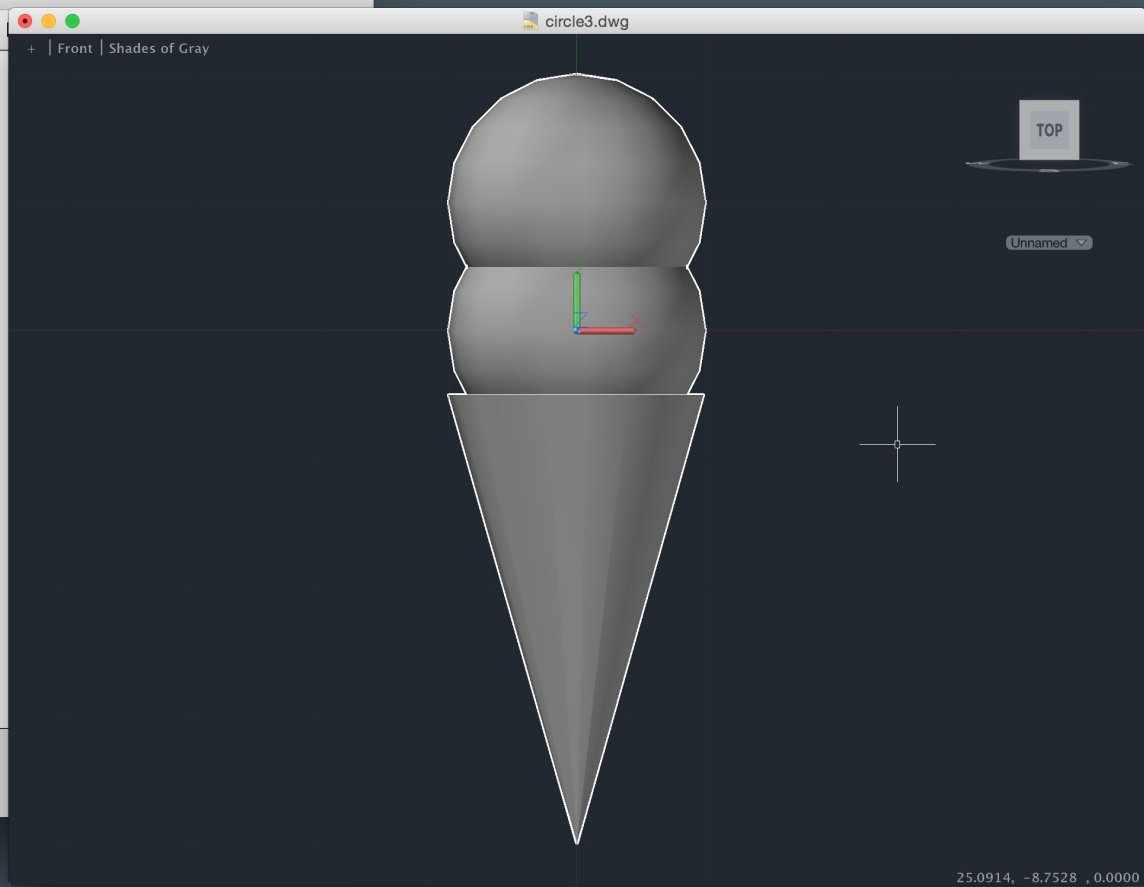 circle3.dwg
+ | Front | Shades of Gray
TOP
Unnamed
Y
Z
X
25.0914, -8.7528 , 0.0000